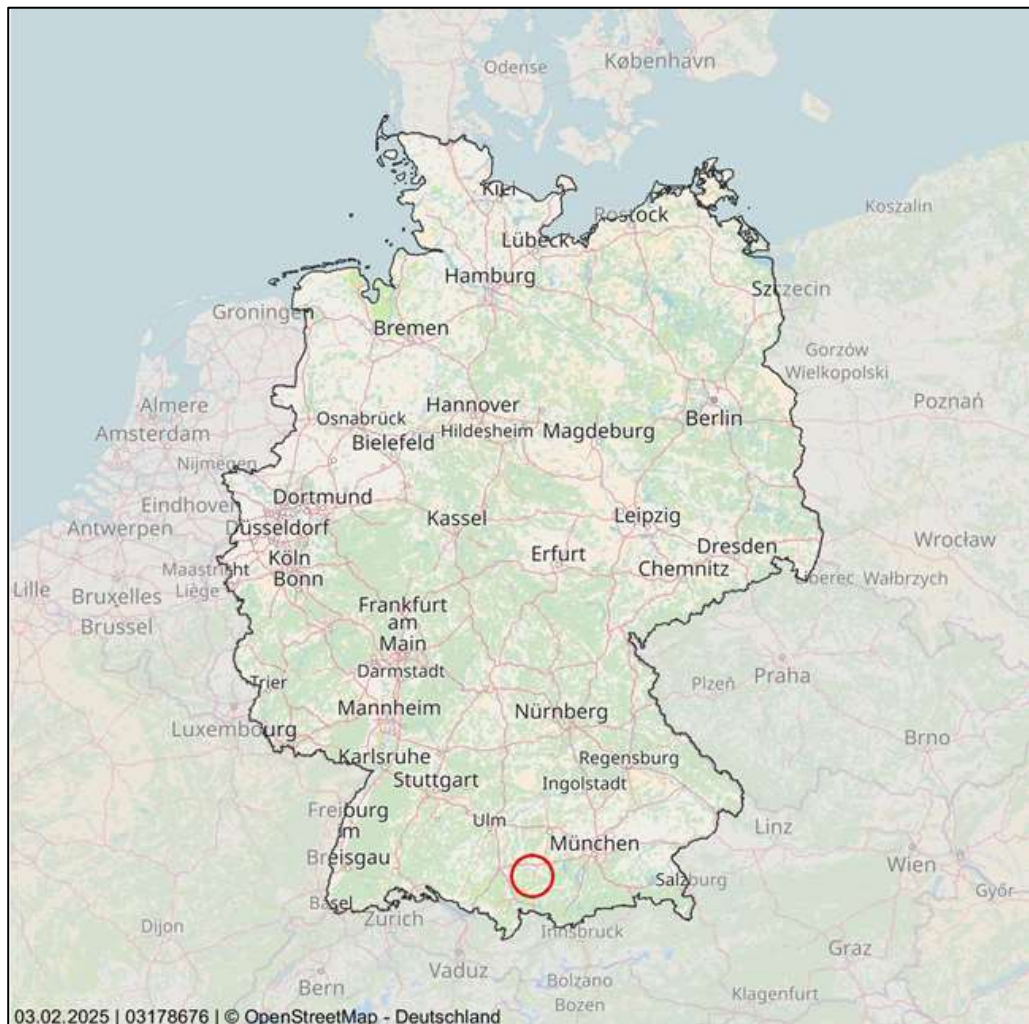 København
Odense
Kiel
Rostock
Koszalin
Lübeck
Hamburg
Szczecin
Groningen
Bremen
Gorzów
Wielkopolski
Almere
Hannover
Berlin
Poznań
Osnabrück
Amsterdam
Hildesheim
Magdeburg
Bielefeld
Nijmegen
Dortmund
Eindhoven
Antwerpen
Düsseldorf
Kassel
Leipzig
Wrocław
Köln
Erfurt
Dresden
Maastricht
Bonn
Chemnitz
Liberec
Wałbrzych
Lille
Liège
Bruxelles
Brussel
Frankfurt
am
Main
Darmstadt
Praha
Plzeň
Trier
Mannheim
Nürnberg
Luxembourg
Brno
Karlsruhe
Regensburg
Stuttgart
Ingolstadt
Freiburg
im
Breisgau
Ulm
Linz
München
Wien
Salzburg
Győr
Basel
Zürich
Dijon
Innsbruck
Graz
Vaduz
Bern
Bolzano
Bozen
Klagenfurt
03.02.2025 | 03178676 | © OpenStreetMap - Deutschland